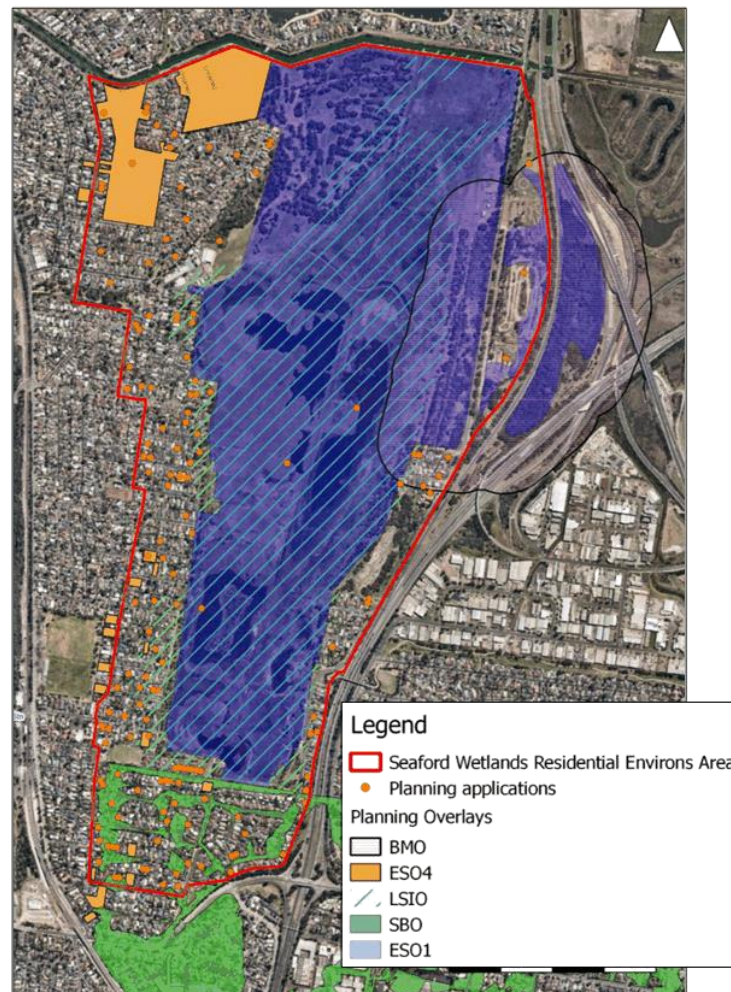 Legend
Seaford Wetlands Residential Environs Area
Planning applications
Planning Overlays
BMO
ESO4
LSIO
SBO
ESO1